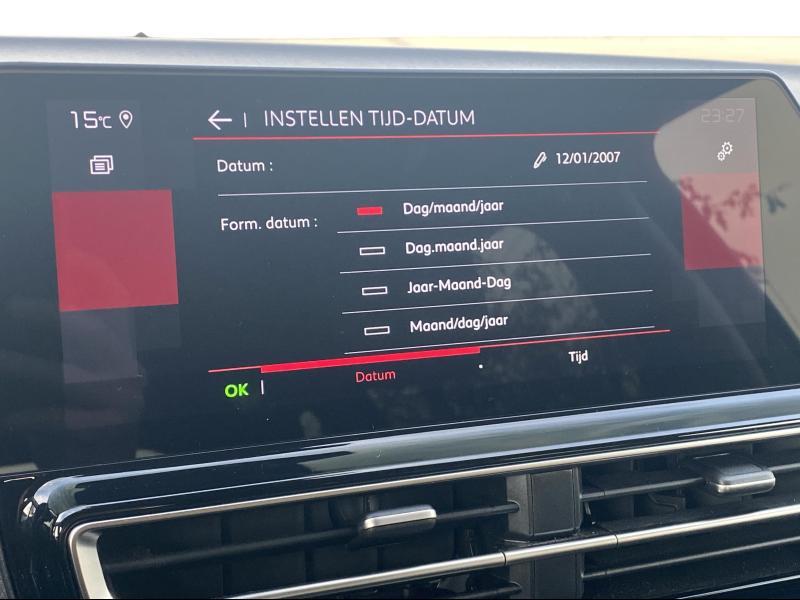 15°C
INSTELLEN TIJD-DATUM
23:27
Datum :
12/01/2007
Form. datum :
Dag/maand/jaar
Dag.maand.jaar
Jaar-Maand-Dag
Maand/dag/jaar
OK
Datum
Tijd